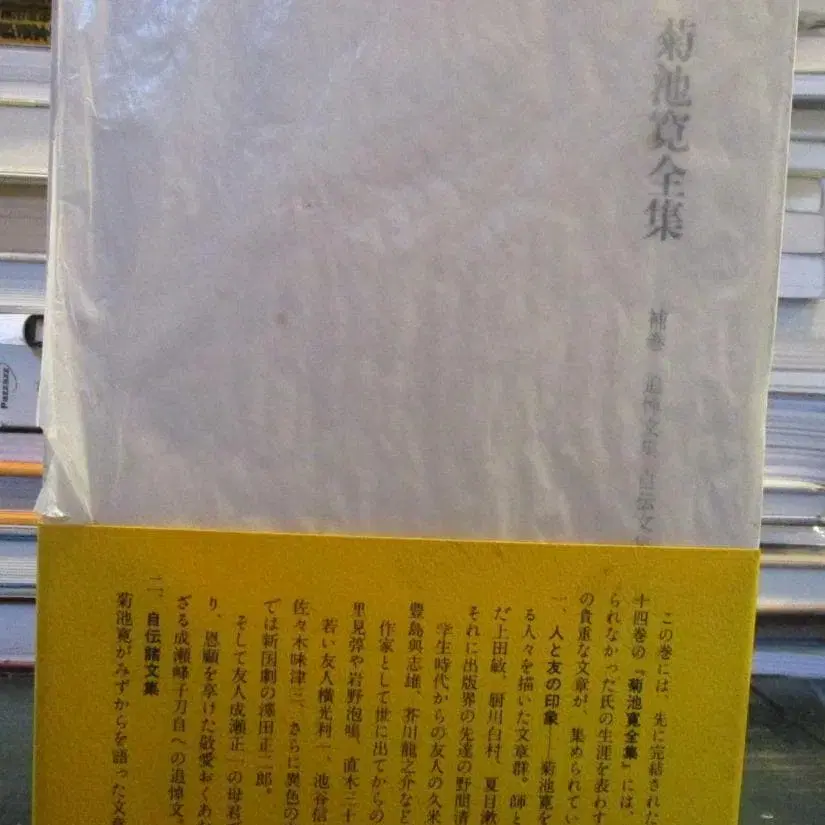 菊池寛全集
補巻 追悼文集 自伝文
この巻には、先に完結された
十四巻の『菊池寛全集』には、
られなかった氏の生涯を表わす
の貴重な文章が、集められてい
一、人と友の印象――菊池寛を
る人々を描いた文章群。師と
だ上田敏、厨川白村、夏目漱
それに出版界の先達の野間清
学生時代からの友人の久米
豊島與志雄、芥川龍之介など
作家として世に出てからの
里見弴や岩野泡鳴、直木三十
若い友人横光利一、池谷信
佐々木味津三、さらに異色の
では新国劇の澤田正二郎。
そして友人成瀬正一の母君で
り、恩顧を享けた敬愛おくあた
ざる成瀬峰子刀自への追悼文。
二、自伝諸文集
菊池寛がみずからを語った文章
Paxxaxx